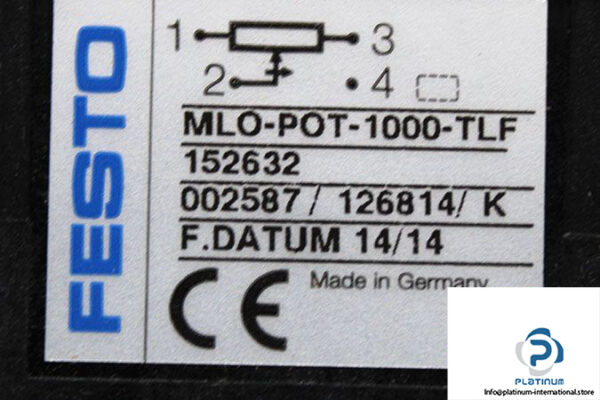 FESTO
1 3
2 4
MLO-POT-1000-TLF
152632
002587/ 126814/ K
F.DATUM 14/14
CE
Made in Germany
PLATINUM
Info@platinum-international.store